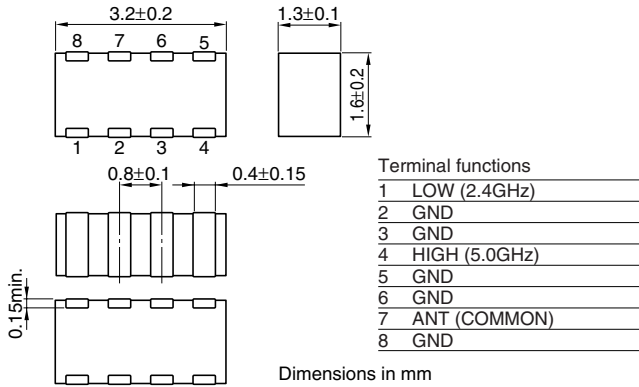 3.2±0.2
1.3±0.1
8 7 6 5
1.6±0.2
1 2 3 4
0.8±0.1
0.4±0.15
0.15min.
Terminal functions
1 LOW (2.4GHz)
2 GND
3 GND
4 HIGH (5.0GHz)
5 GND
6 GND
7 ANT (COMMON)
8 GND
Dimensions in mm